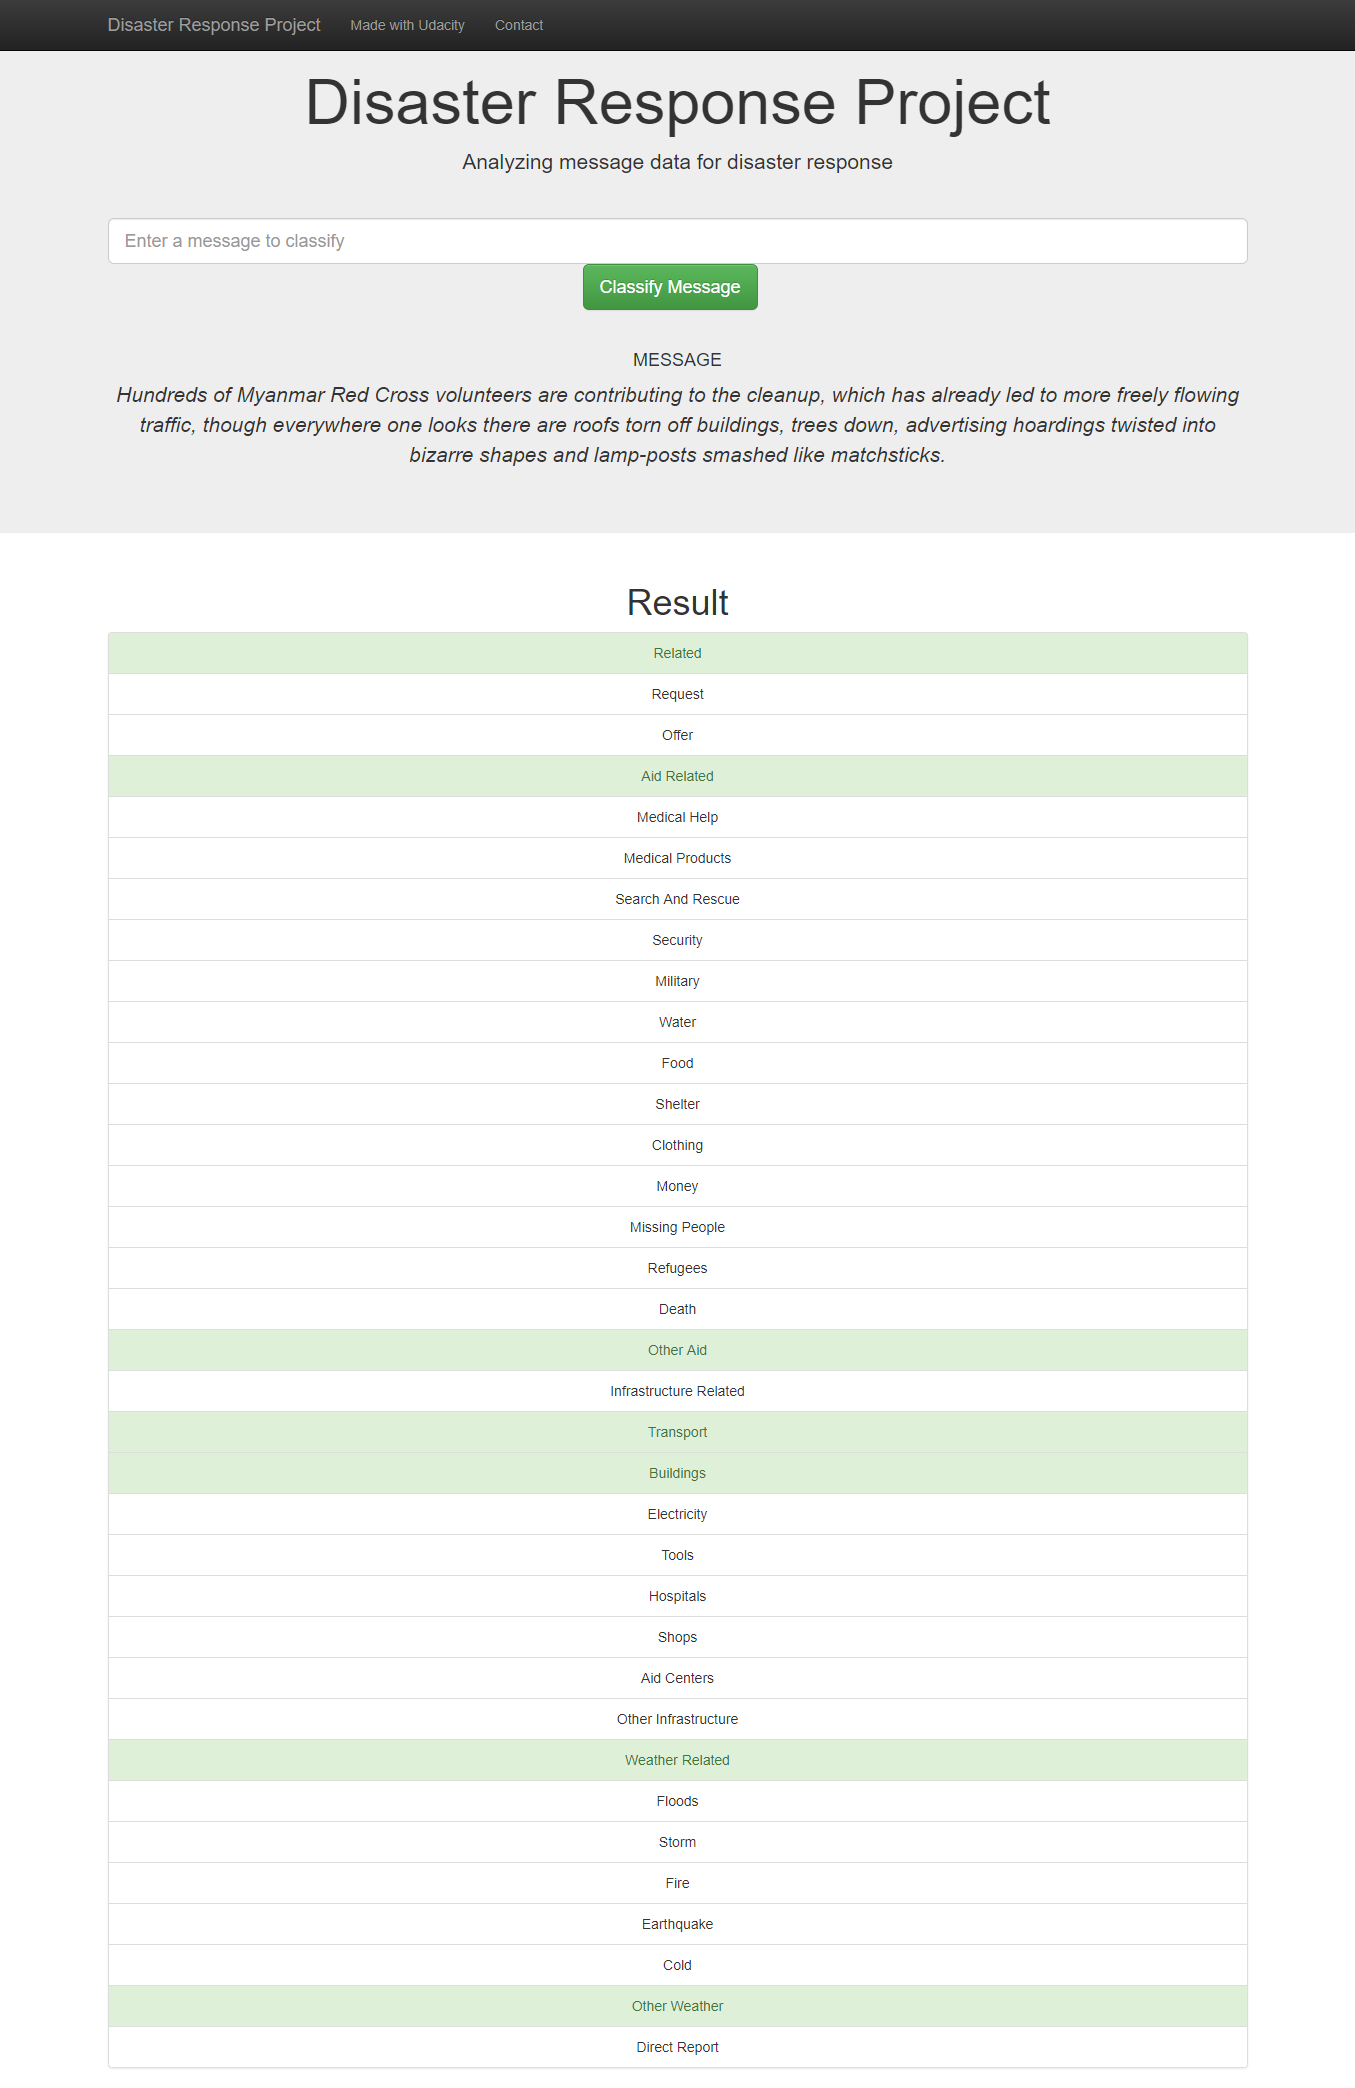 Disaster Response Project Made with Udacity Contact
Disaster Response Project
Analyzing message data for disaster response
Enter a message to classify
Classify Message
MESSAGE
Hundreds of Myanmar Red Cross volunteers are contributing to the cleanup, which has already led to more freely flowing
traffic, though everywhere one looks there are roofs torn off buildings, trees down, advertising hoardings twisted into
bizarre shapes and lamp-posts smashed like matchsticks.
Result
Related
Request
Offer
Aid Related
Medical Help
Medical Products
Search And Rescue
Security
Military
Water
Food
Shelter
Clothing
Money
Missing People
Refugees
Death
Other Aid
Infrastructure Related
Transport
Buildings
Electricity
Tools
Hospitals
Shops
Aid Centers
Other Infrastructure
Weather Related
Floods
Storm
Fire
Earthquake
Cold
Other Weather
Direct Report